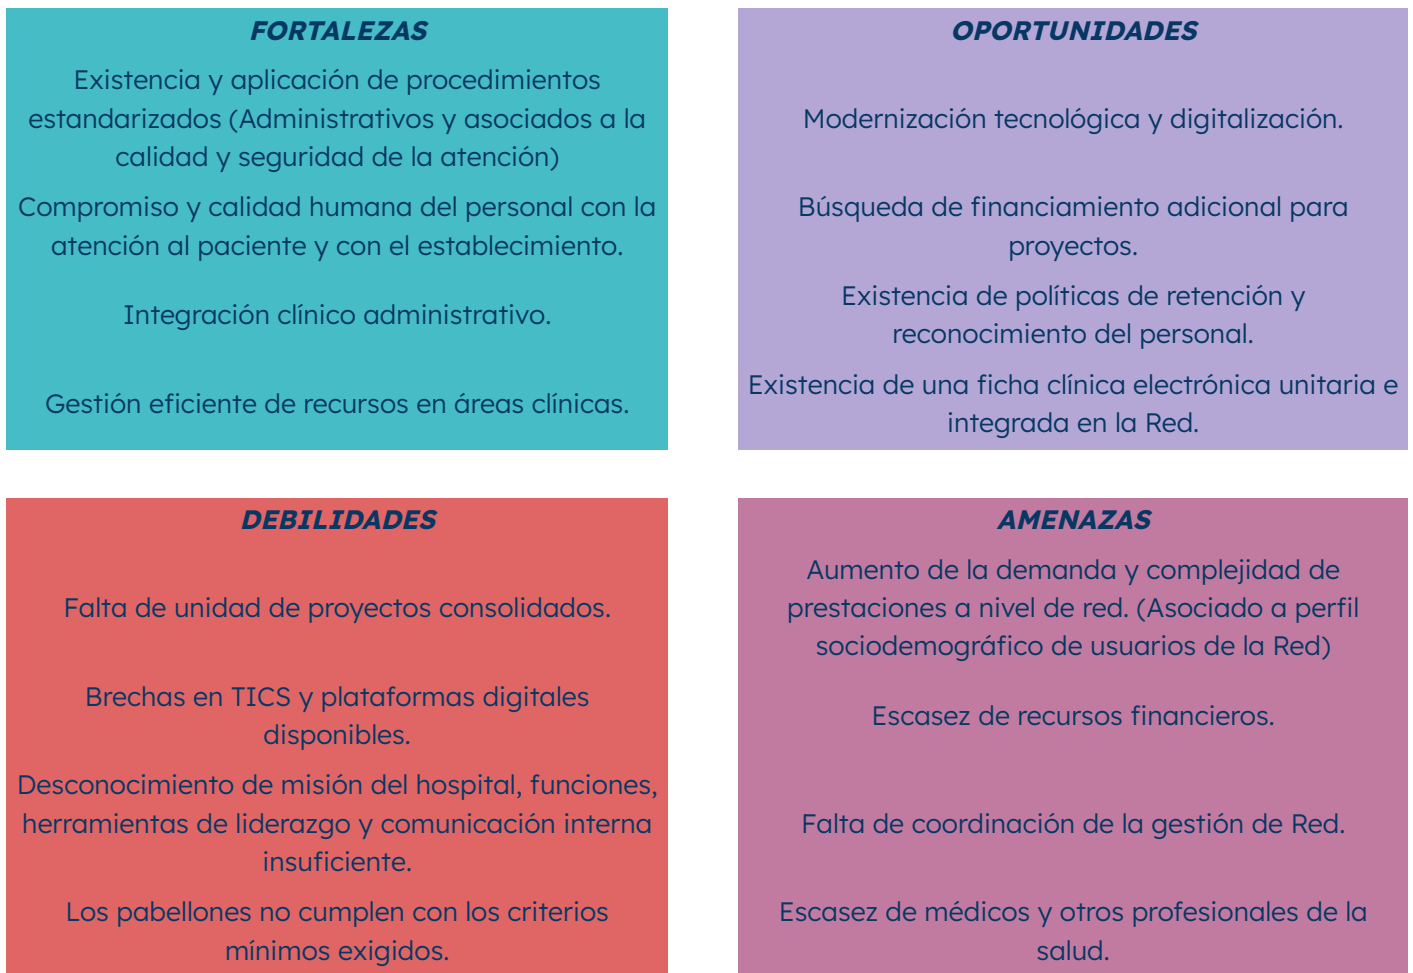 FORTALEZAS
Existencia y aplicación de procedimientos
estandarizados (Administrativos y asociados a la
calidad y seguridad de la atención)
Compromiso y calidad humana del personal con la
atención al paciente y con el establecimiento.
Integración clínico administrativo.
Gestión eficiente de recursos en áreas clínicas.
OPORTUNIDADES
Modernización tecnológica y digitalización.
Búsqueda de financiamiento adicional para
proyectos.
Existencia de políticas de retención y
reconocimiento del personal.
Existencia de una ficha clínica electrónica unitaria e
integrada en la Red.
DEBILIDADES
Falta de unidad de proyectos consolidados.
Brechas en TICS y plataformas digitales
disponibles.
Desconocimiento de misión del hospital, funciones,
herramientas de liderazgo y comunicación interna
insuficiente.
Los pabellones no cumplen con los criterios
mínimos exigidos.
AMENAZAS
Aumento de la demanda y complejidad de
prestaciones a nivel de red. (Asociado a perfil
sociodemográfico de usuarios de la Red)
Escasez de recursos financieros.
Falta de coordinación de la gestión de Red.
Escasez de médicos y otros profesionales de la
salud.